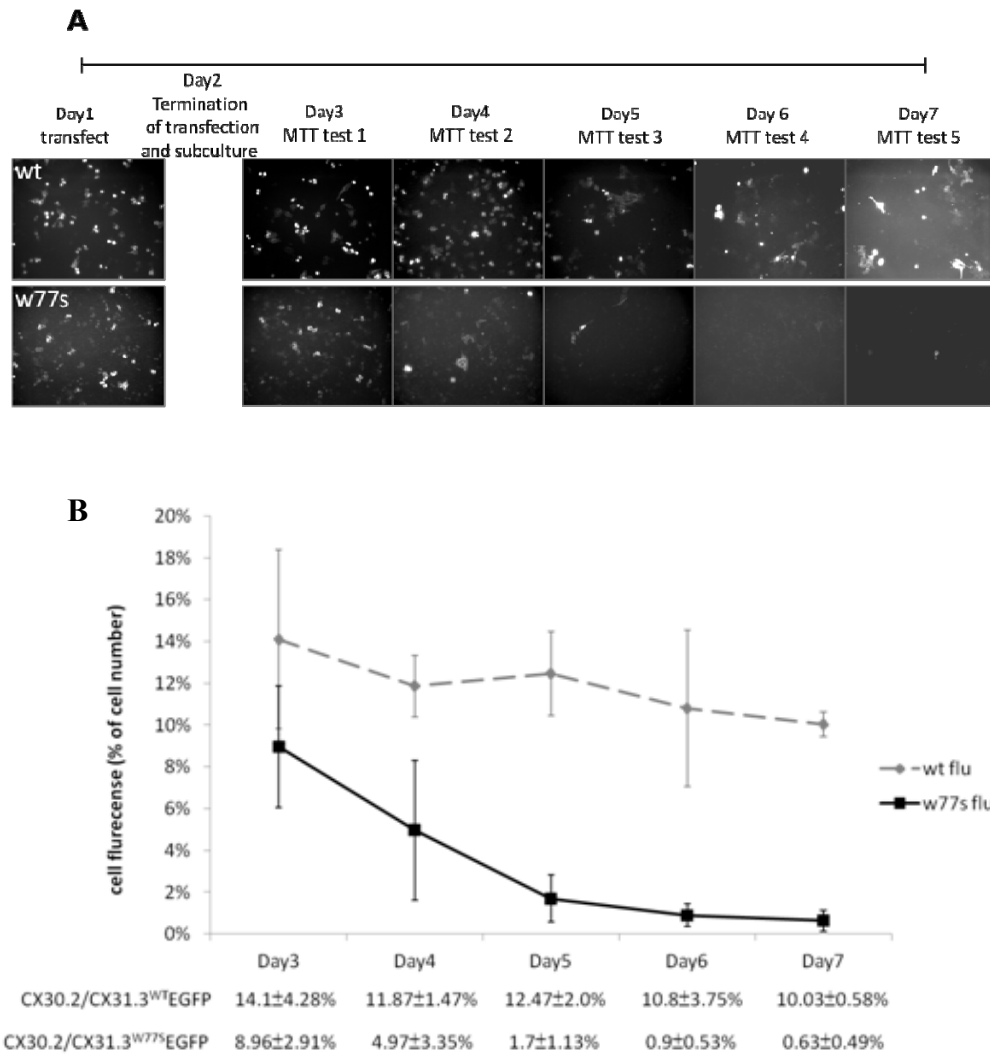 A
Day1
transfect
Day2
Termination
of transfection
and subculture
Day3
MTT test 1
Day4
MTT test 2
Day5
MTT test 3
Day 6
MTT test 4
Day7
MTT test 5
wt
w77s
B
cell flurecense (% of cell number)
20%
18%
16%
14%
12%
10%
8%
6%
4%
2%
0%
wt flu
w77s flu
Day3 Day4 Day5 Day6 Day7
CX30.2/CX31.3WTEGFP 14.1±4.28% 11.87±1.47% 12.47±2.0% 10.8±3.75% 10.03±0.58%
CX30.2/CX31.3W77SEGFP 8.96±2.91% 4.97±3.35% 1.7±1.13% 0.9±0.53% 0.63±0.49%